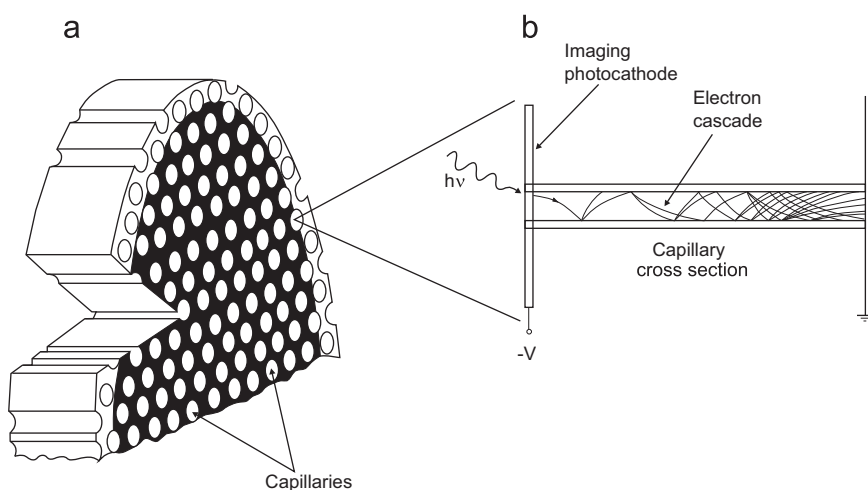 a
b
Imaging
photocathode
Electron
cascade
hν
Capillary
cross section
-V
Capillaries